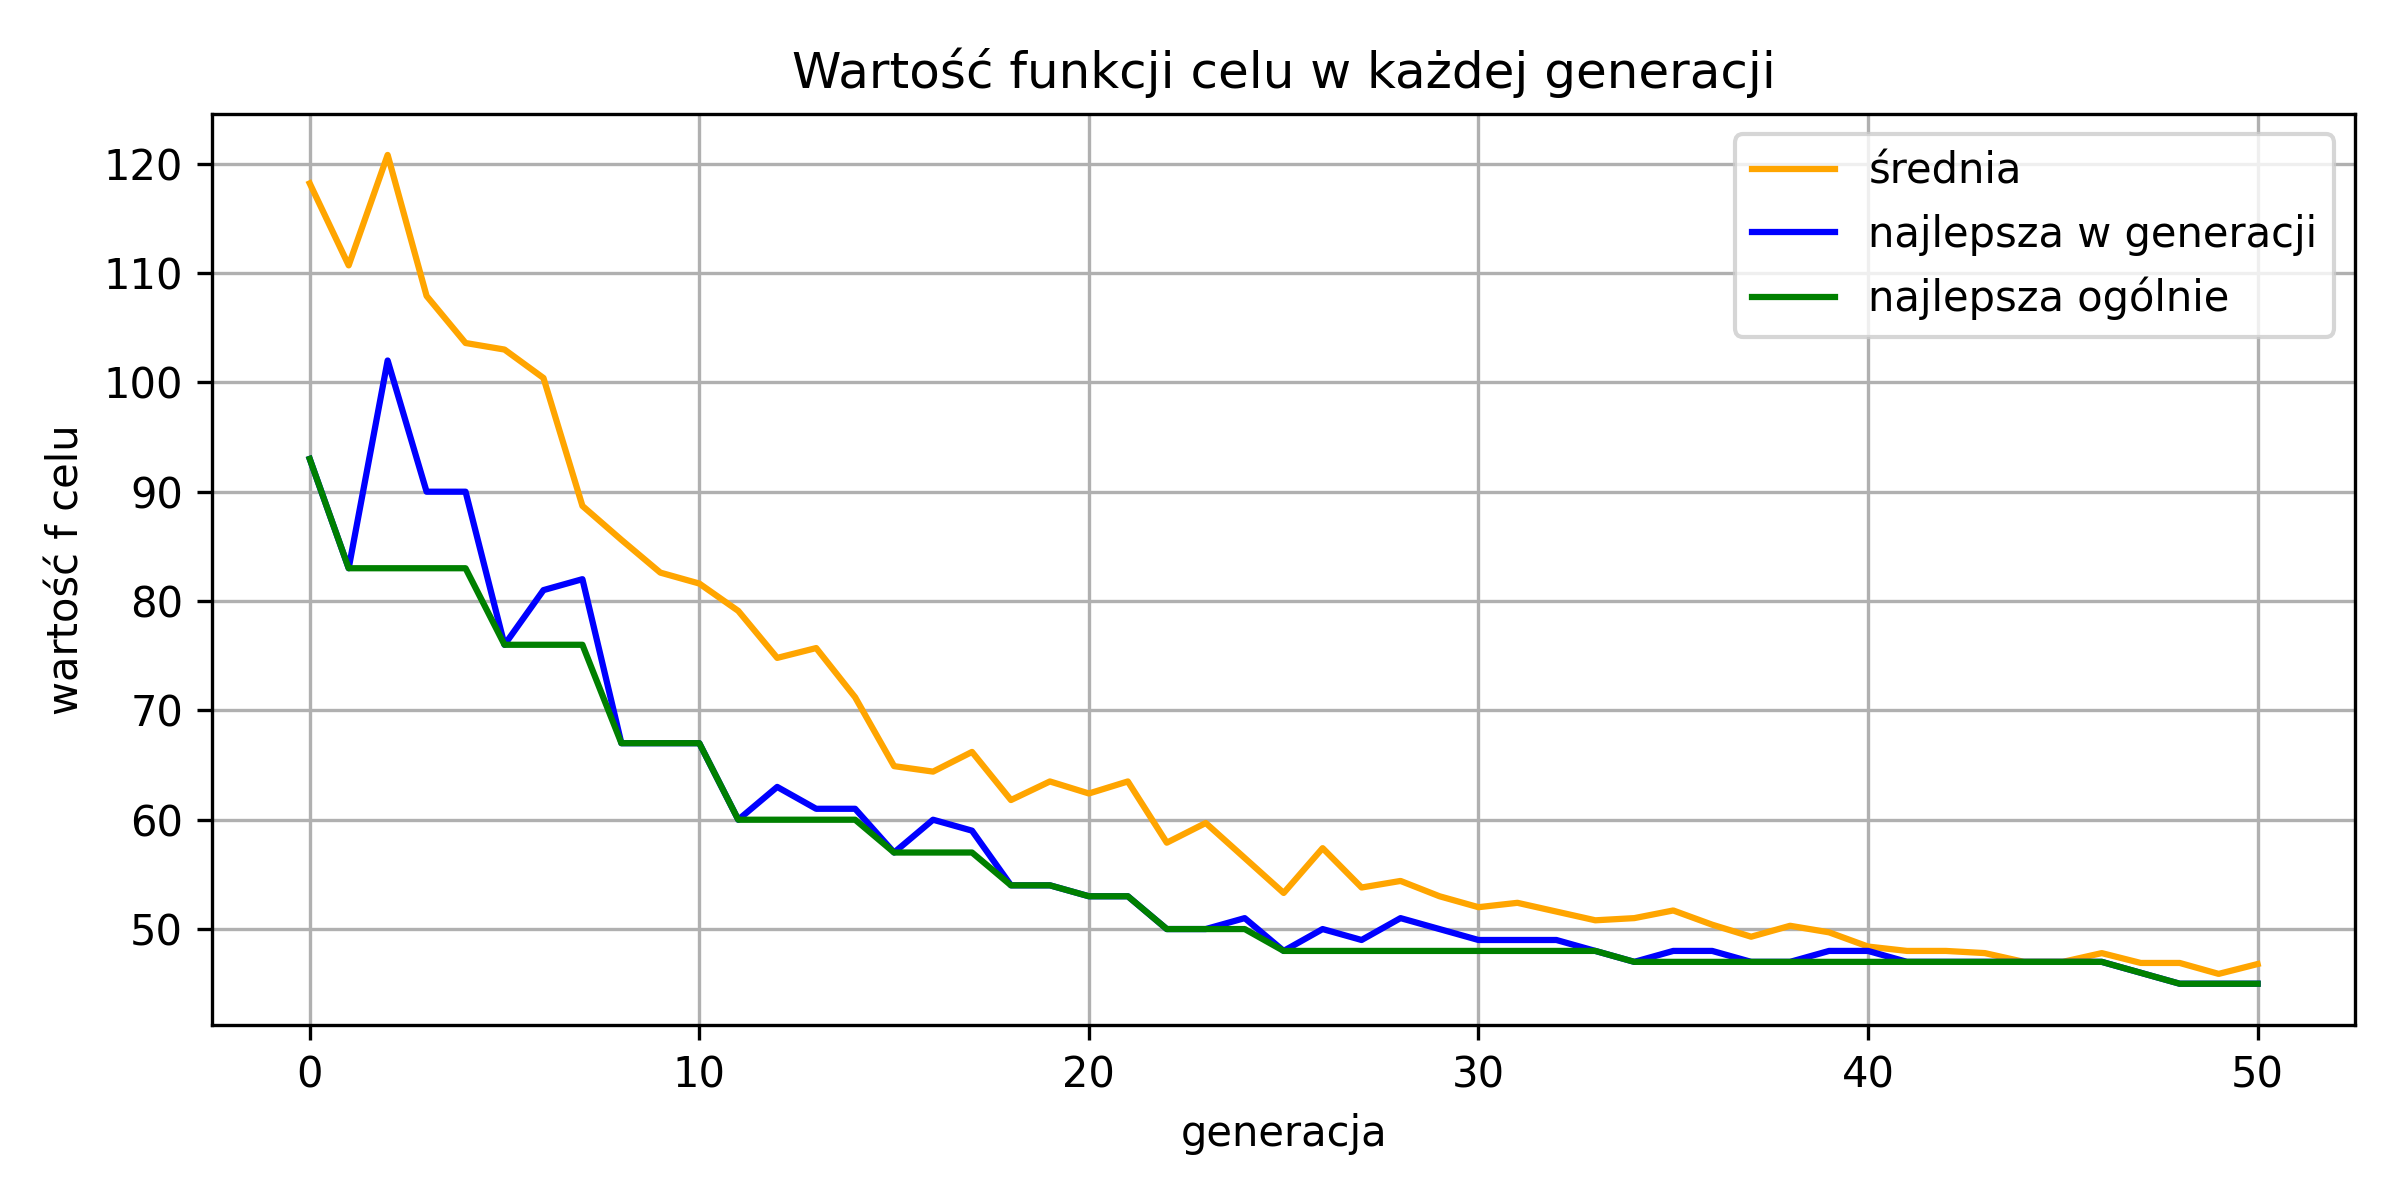 Wartość funkcji celu w każdej generacji
120
110
100
90
80
70
60
50
wartość f celu
średnia
najlepsza w generacji
najlepsza ogólnie
0 10 20 30 40 50
generacja